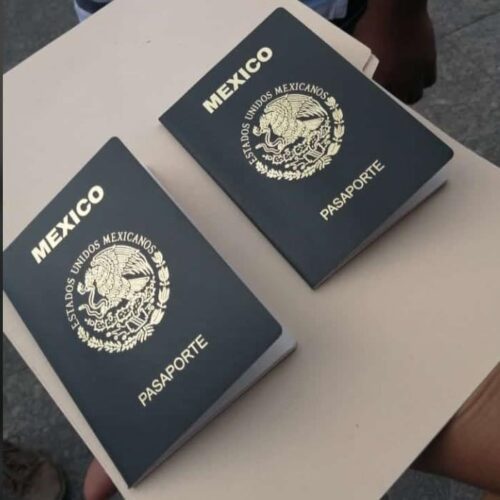 MEXICO
ESTADOS UNIDOS MEXICANOS
PASAPORTE
MEXICO
ESTADOS UNIDOS MEXICANOS
PASAPORTE